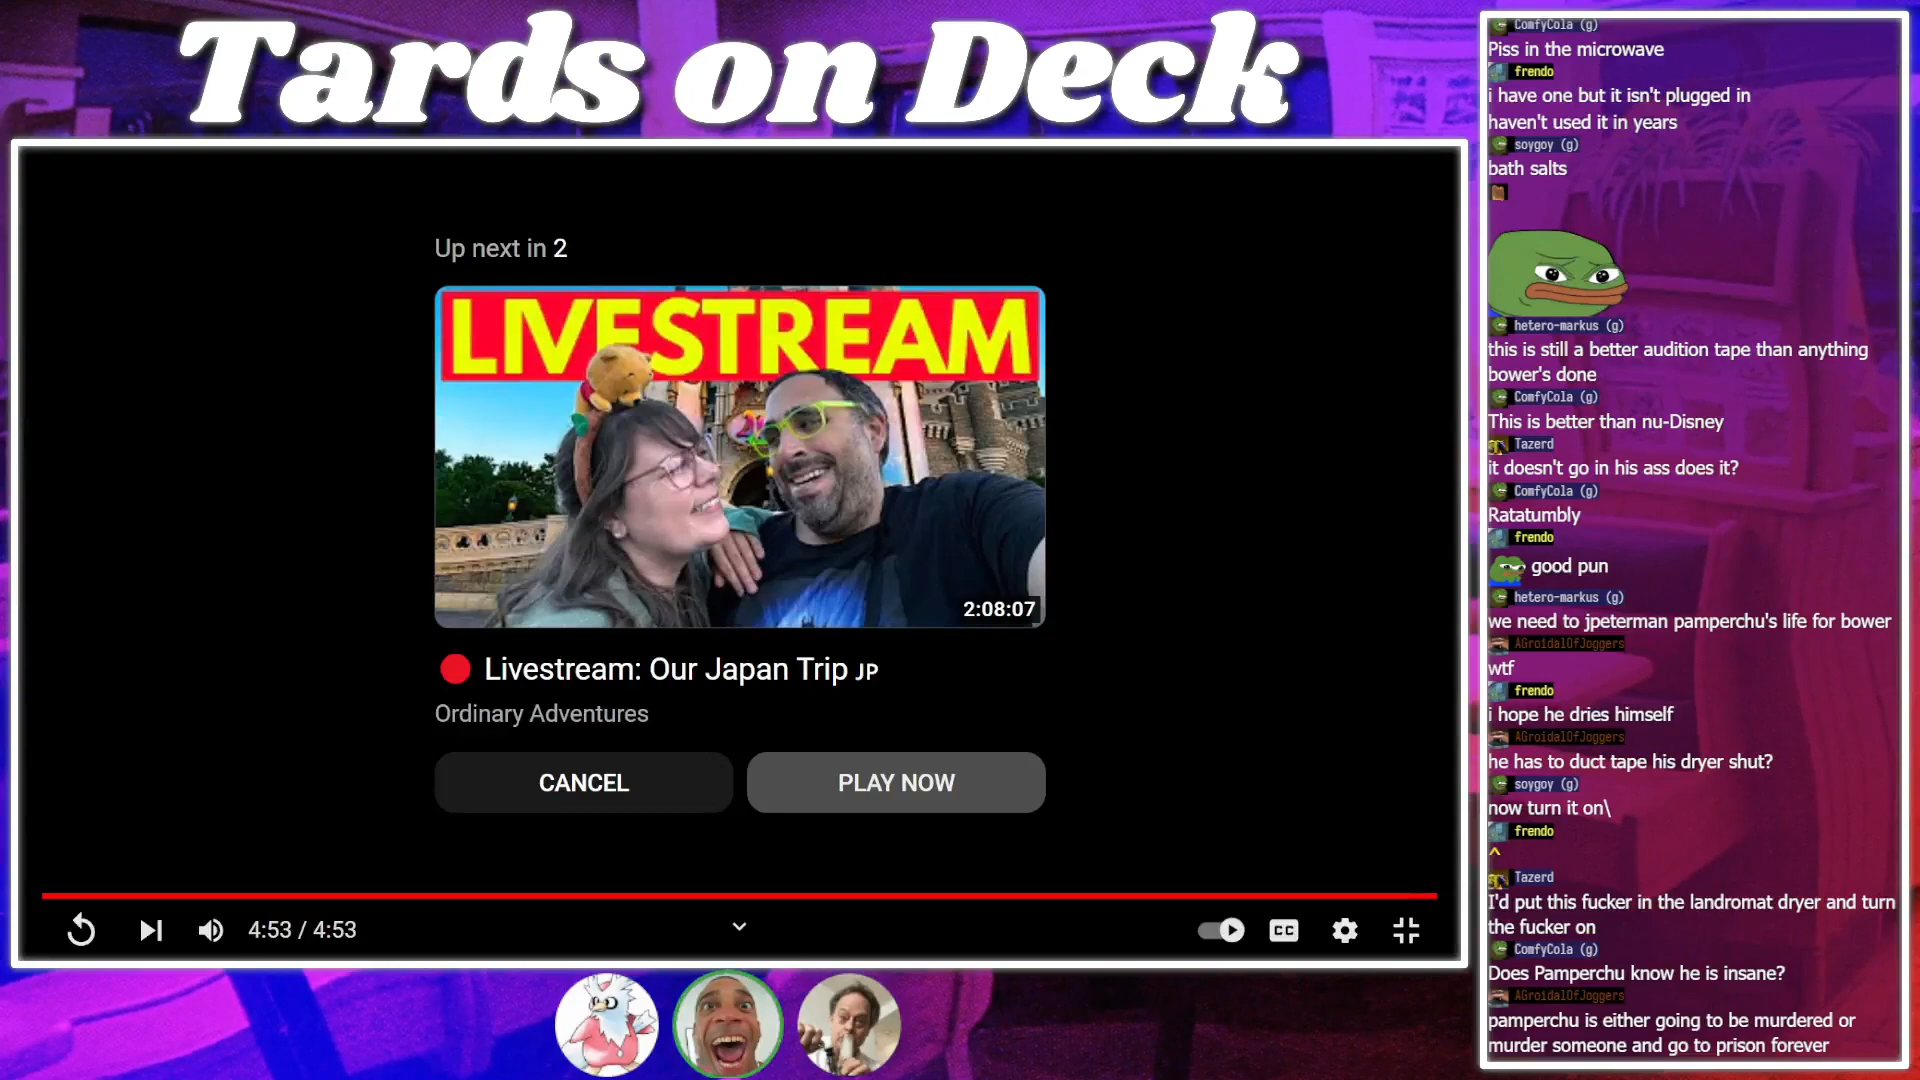 Tards on Deck
Up next in 2
LIVESTREAM
2:08:07
Livestream: Our Japan Trip JP
Ordinary Adventures
CANCEL
PLAY NOW
4:53 / 4:53
CC
ComfyCola (g)
Piss in the microwave
frendo
i have one but it isn't plugged in
haven't used it in years
soygoy (g)
bath salts
hetero-markus (g)
this is still a better audition tape than anything
bower's done
ComfyCola (g)
This is better than nu-Disney
Tazerd
it doesn't go in his ass does it?
ComfyCola (g)
Ratatumbly
frendo
good pun
hetero-markus (g)
we need to jpeterman pamperchu's life for bower
AGroidalOfJoggers
wtf
frendo
i hope he dries himself
AGroidalOfJoggers
he has to duct tape his dryer shut?
soygoy (g)
now turn it on\
frendo
^
Tazerd
I'd put this fucker in the landromat dryer and turn
the fucker on
ComfyCola (g)
Does Pamperchu know he is insane?
AGroidalOfJoggers
pamperchu is either going to be murdered or
murder someone and go to prison forever